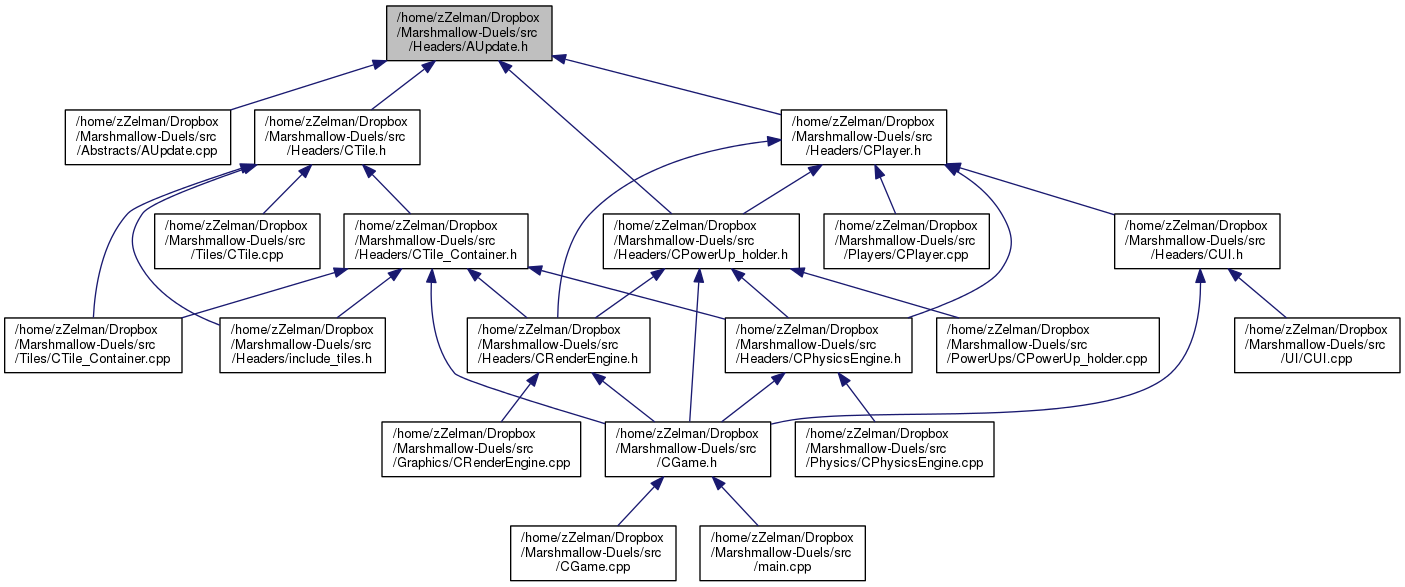 /home/zZelman/Dropbox
/Marshmallow-Duels/src
/Headers/AUpdate.h
/home/zZelman/Dropbox
/Marshmallow-Duels/src
/Abstracts/AUpdate.cpp
/home/zZelman/Dropbox
/Marshmallow-Duels/src
/Headers/CTile.h
/home/zZelman/Dropbox
/Marshmallow-Duels/src
/Headers/CPlayer.h
/home/zZelman/Dropbox
/Marshmallow-Duels/src
/Tiles/CTile.cpp
/home/zZelman/Dropbox
/Marshmallow-Duels/src
/Headers/CTile_Container.h
/home/zZelman/Dropbox
/Marshmallow-Duels/src
/Headers/CPowerUp_holder.h
/home/zZelman/Dropbox
/Marshmallow-Duels/src
/Players/CPlayer.cpp
/home/zZelman/Dropbox
/Marshmallow-Duels/src
/Headers/CUI.h
/home/zZelman/Dropbox
/Marshmallow-Duels/src
/Tiles/CTile_Container.cpp
/home/zZelman/Dropbox
/Marshmallow-Duels/src
/Headers/include_tiles.h
/home/zZelman/Dropbox
/Marshmallow-Duels/src
/Headers/CRenderEngine.h
/home/zZelman/Dropbox
/Marshmallow-Duels/src
/Headers/CPhysicsEngine.h
/home/zZelman/Dropbox
/Marshmallow-Duels/src
/PowerUps/CPowerUp_holder.cpp
/home/zZelman/Dropbox
/Marshmallow-Duels/src
/UI/CUI.cpp
/home/zZelman/Dropbox
/Marshmallow-Duels/src
/Graphics/CRenderEngine.cpp
/home/zZelman/Dropbox
/Marshmallow-Duels/src
/CGame.h
/home/zZelman/Dropbox
/Marshmallow-Duels/src
/Physics/CPhysicsEngine.cpp
/home/zZelman/Dropbox
/Marshmallow-Duels/src
/CGame.cpp
/home/zZelman/Dropbox
/Marshmallow-Duels/src
/main.cpp